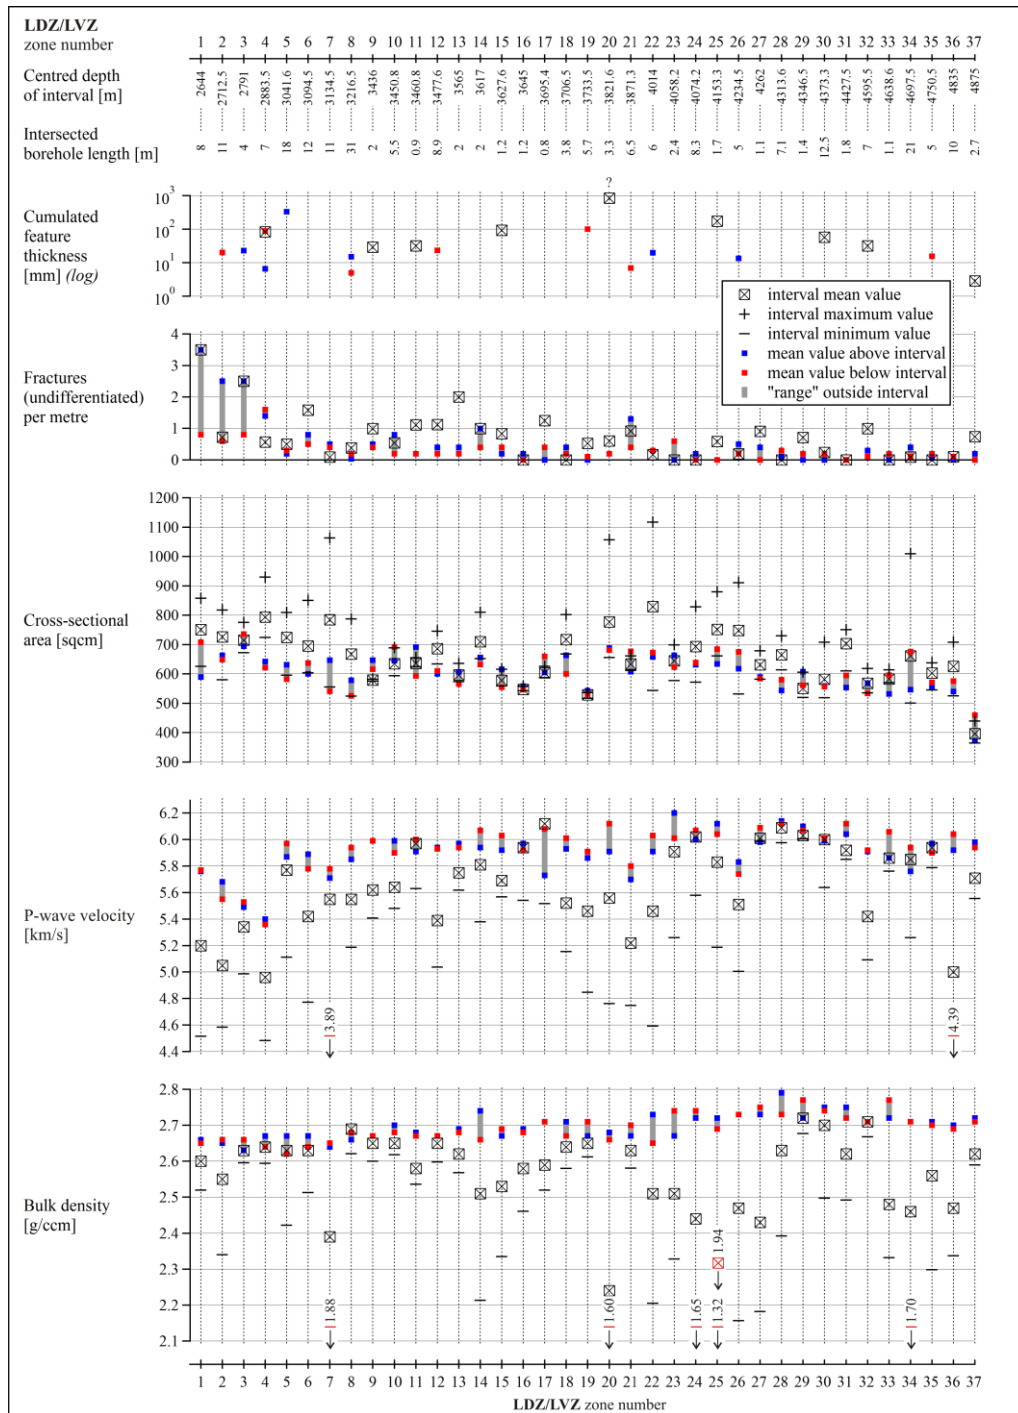 LDZ/LVZ
zone number
1 2 3 4 5 6 7 8 9 10 11 12 13 14 15 16 17 18 19 20 21 22 23 24 25 26 27 28 29 30 31 32 33 34 35 36 37
Centred depth
of interval [m]
2644 2712.5 2791 2883.5 3041.6 3094.5 3134.5 3216.5 3436 3450.8 3460.8 3477.6 3565 3617 3627.6 3645 3695.4 3706.5 3733.5 3821.6 3871.3 4014 4058.2 4074.2 4153.3 4234.5 4262 4313.6 4346.5 4373.3 4427.5 4595.5 4638.6 4697.5 4750.5 4835 4875
Intersected
borehole length [m]
8 11 4 7 18 12 11 31 2 5.5 0.9 8.9 2 2 1.2 1.2 0.8 3.8 5.7 3.3 6.5 6 2.4 8.3 1.7 5 1.1 7.1 1.4 12.5 1.8 7 1.1 21 5 10 2.7
Cumulated
feature
thickness
[mm] (log)
10³
10²
10¹
10⁰
?
interval mean value
interval maximum value
interval minimum value
mean value above interval
mean value below interval
"range" outside interval
Fractures
(undifferentiated)
per metre
4
3
2
1
0
Cross-sectional
area [sqcm]
1200
1100
1000
900
800
700
600
500
400
300
P-wave velocity
[km/s]
6.2
6.0
5.8
5.6
5.4
5.2
5.0
4.8
4.6
4.4
3.89
4.39
Bulk density
[g/ccm]
2.8
2.7
2.6
2.5
2.4
2.3
2.2
2.1
1.88
1.60
1.65
1.94
1.32
1.70
1 2 3 4 5 6 7 8 9 10 11 12 13 14 15 16 17 18 19 20 21 22 23 24 25 26 27 28 29 30 31 32 33 34 35 36 37
LDZ/LVZ zone number